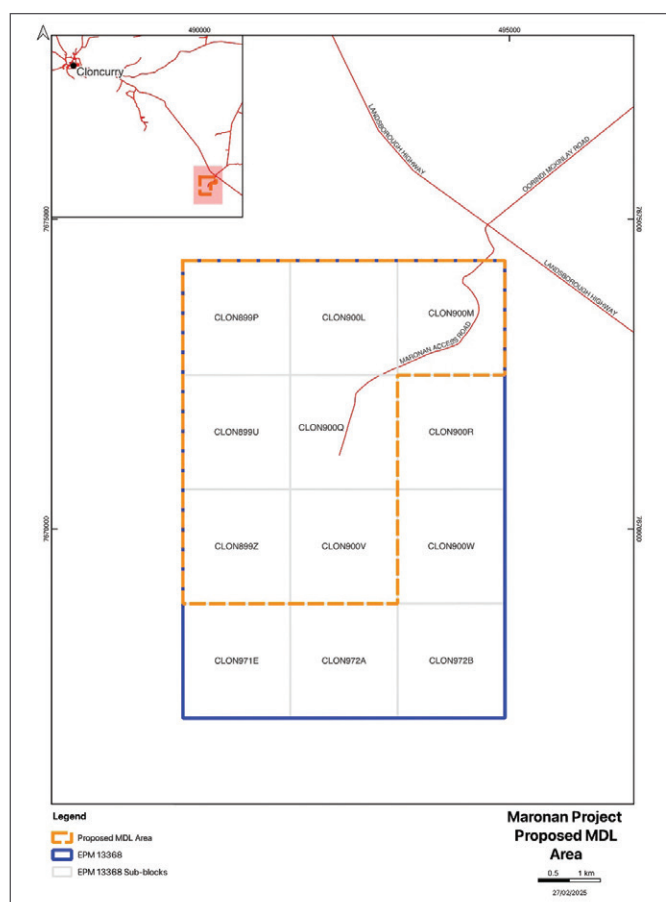 490000
495000
Cloncurry
LANDSBOROUGH HIGHWAY
OORINDI MCKINLAY ROAD
7675000
7675000
LANDSBOROUGH HIGHWAY
CLON899P
CLON900L
CLON900M
MARONAN ACCESS ROAD
CLON899U
CLON900Q
CLON900R
7670000
7670000
CLON899Z
CLON900V
CLON900W
CLON971E
CLON972A
CLON972B
Legend
Proposed MDL Area
EPM 13368
EPM 13368 Sub-blocks
Maronan Project
Proposed MDL
Area
0.5 1 km
27/02/2025